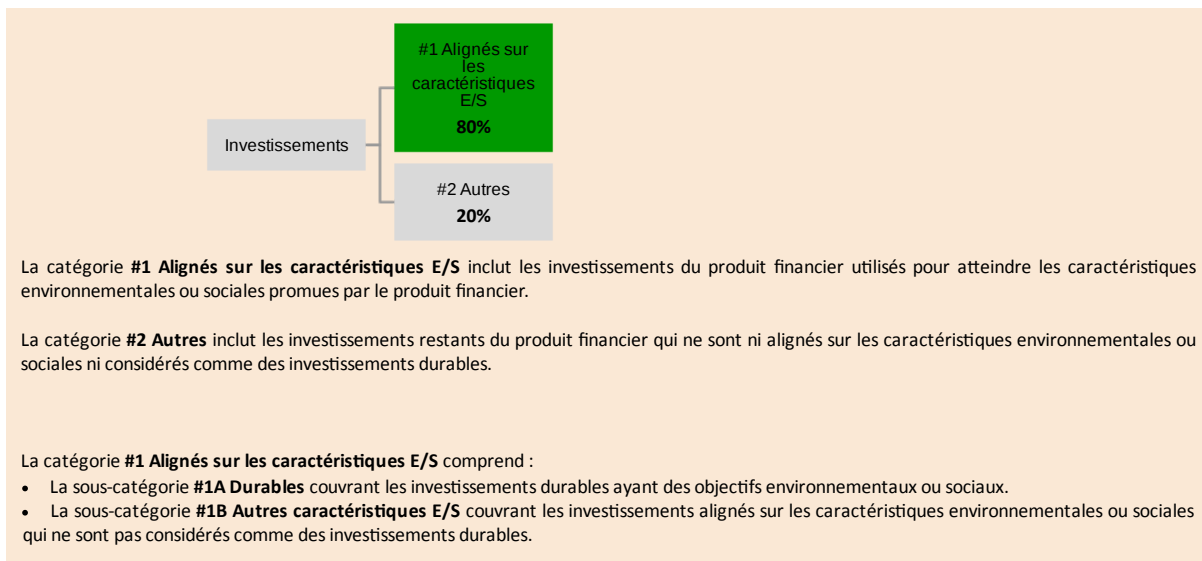 #1 Alignés sur
les
caractéristiques
E/S
80%
Investissements
#2 Autres
20%
La catégorie #1 Alignés sur les caractéristiques E/S inclut les investissements du produit financier utilisés pour atteindre les caractéristiques
environnementales ou sociales promues par le produit financier.
La catégorie #2 Autres inclut les investissements restants du produit financier qui ne sont ni alignés sur les caractéristiques environnementales ou
sociales ni considérés comme des investissements durables.
La catégorie #1 Alignés sur les caractéristiques E/S comprend :
• La sous-catégorie #1A Durables couvrant les investissements durables ayant des objectifs environnementaux ou sociaux.
• La sous-catégorie #1B Autres caractéristiques E/S couvrant les investissements alignés sur les caractéristiques environnementales ou sociales
qui ne sont pas considérés comme des investissements durables.